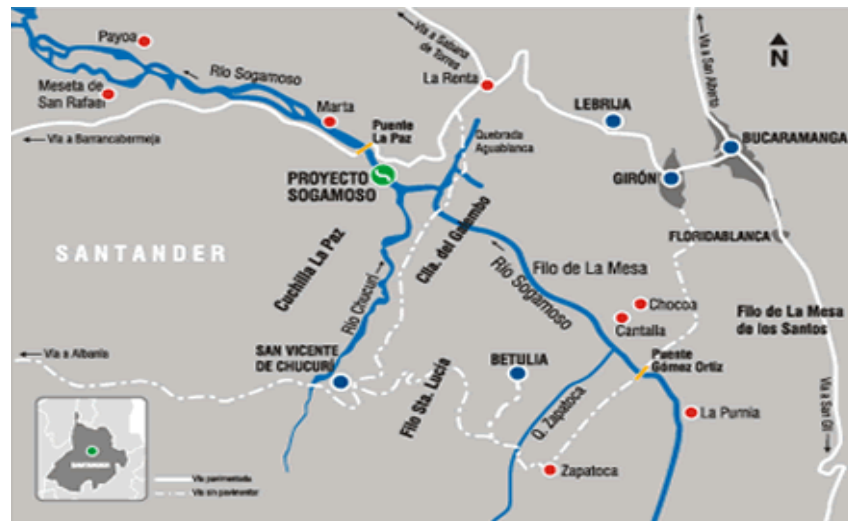 Payoa
Río Sogamoso
Meseta de
San Rafael
Marta
Vía a Barrancabermeja
Puente
La Paz
PROYECTO
SOGAMOSO
Vía a Sabana
de Torres
La Renta
Quebrada
Aguablanca
LEBRIJA
Vía a San Alberto
N
BUCARAMANGA
GIRÓN
FLORIDABLANCA
SANTANDER
Cuchilla La Paz
Río Chucurí
Clla. del Galembo
Río Sogamoso
Filo de La Mesa
Chocoa
Cantalla
Filo de La Mesa
de los Santos
Vía a Albania
SAN VICENTE
DE CHUCURÍ
Filo Sta. Lucía
BETULIA
Puente
Gómez Ortiz
Q. Zapatoca
La Purnia
Vía a San Gil
Zapatoca
SANTANDER
Vía pavimentada
Vía sin pavimentar